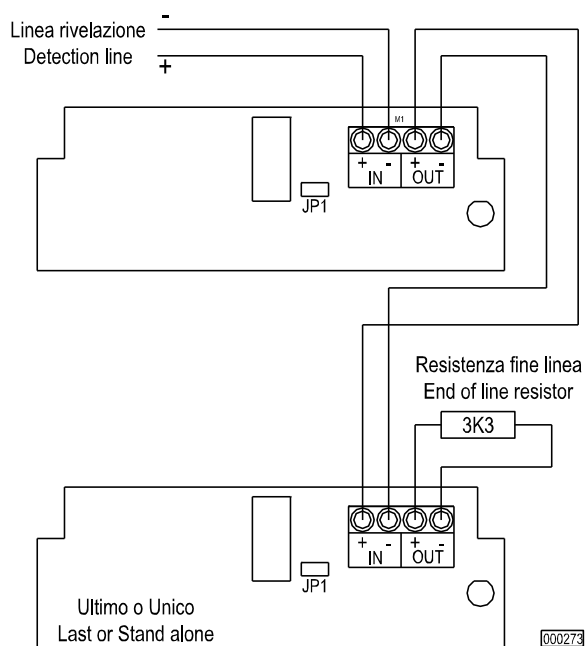 -
Linea rivelazione
Detection line
+
M1
+ - + -
IN OUT
JP1
Resistenza fine linea
End of line resistor
3K3
+ - + -
IN OUT
JP1
Ultimo o Unico
Last or Stand alone
000273